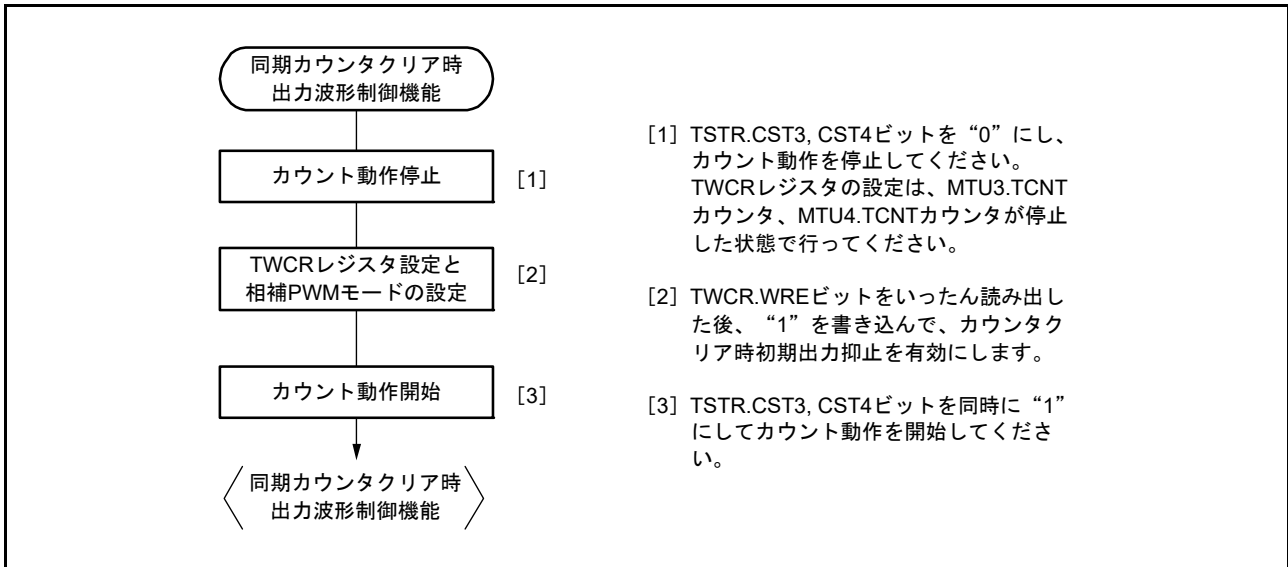 同期カウンタクリア時
出力波形制御機能
カウント動作停止
[1]
TWCRレジスタ設定と
相補PWMモードの設定
[2]
カウント動作開始
[3]
同期カウンタクリア時
出力波形制御機能
[1] TSTR.CST3, CST4ビットを“0”にし、
カウント動作を停止してください。
TWCRレジスタの設定は、MTU3.TCNT
カウンタ、MTU4.TCNTカウンタが停止
した状態で行ってください。
[2] TWCR.WREビットをいったん読み出し
た後、“1”を書き込んで、カウンタク
リア時初期出力抑止を有効にします。
[3] TSTR.CST3, CST4ビットを同時に“1”
にしてカウント動作を開始してくださ
い。